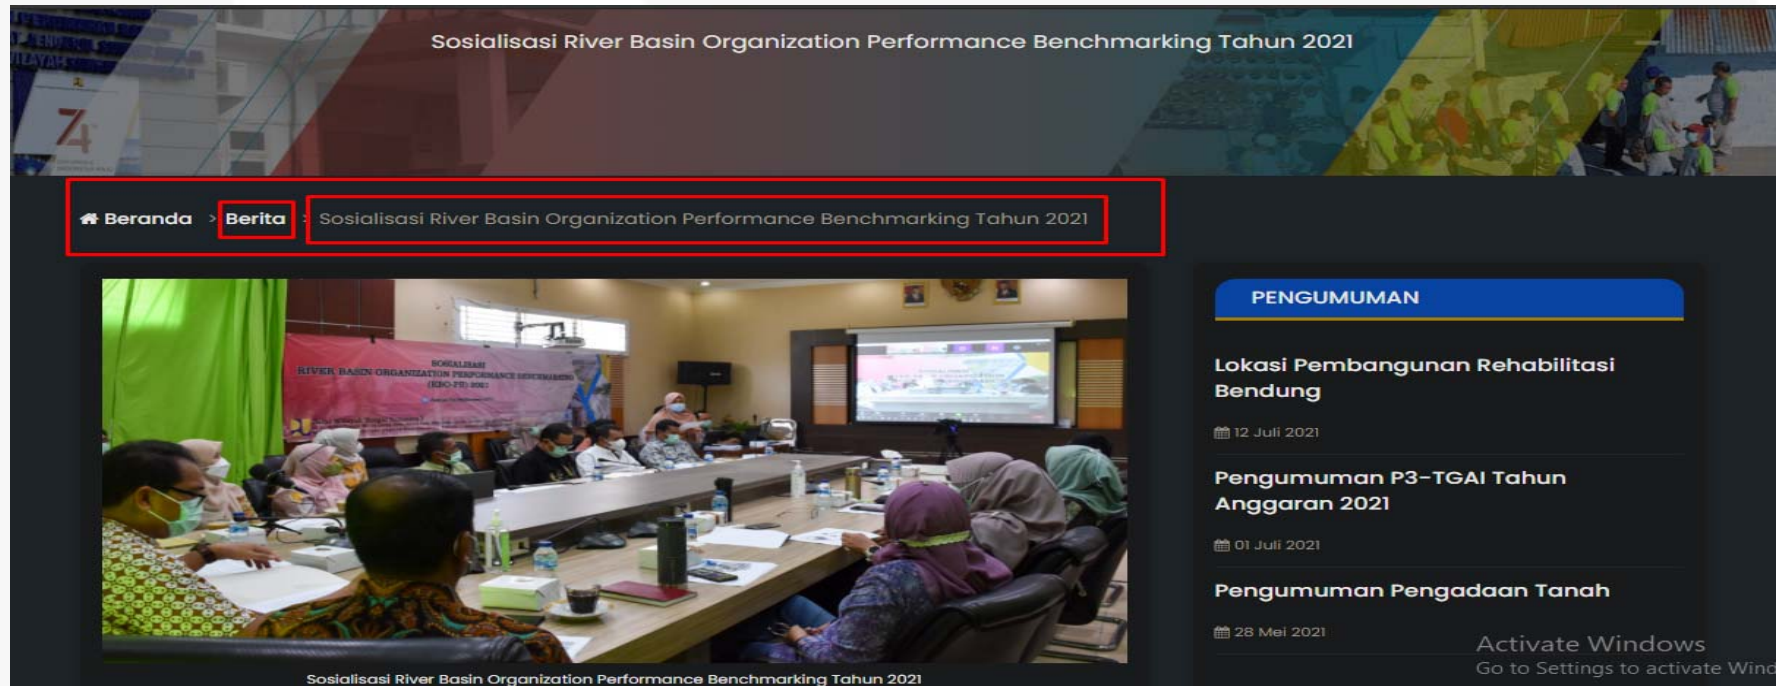 Sosialisasi River Basin Organization Performance Benchmarking Tahun 2021
74
Beranda > Berita > Sosialisasi River Basin Organization Performance Benchmarking Tahun 2021
SOSIALISASI
RIVER BASIN ORGANIZATION PERFORMANCE BENCHMARKING
(RBO-PB) 2021
Sosialisasi River Basin Organization Performance Benchmarking Tahun 2021
PENGUMUMAN
Lokasi Pembangunan Rehabilitasi
Bendung
12 Juli 2021
Pengumuman P3-TGAI Tahun
Anggaran 2021
01 Juli 2021
Pengumuman Pengadaan Tanah
28 Mei 2021
Activate Windows
Go to Settings to activate Wind